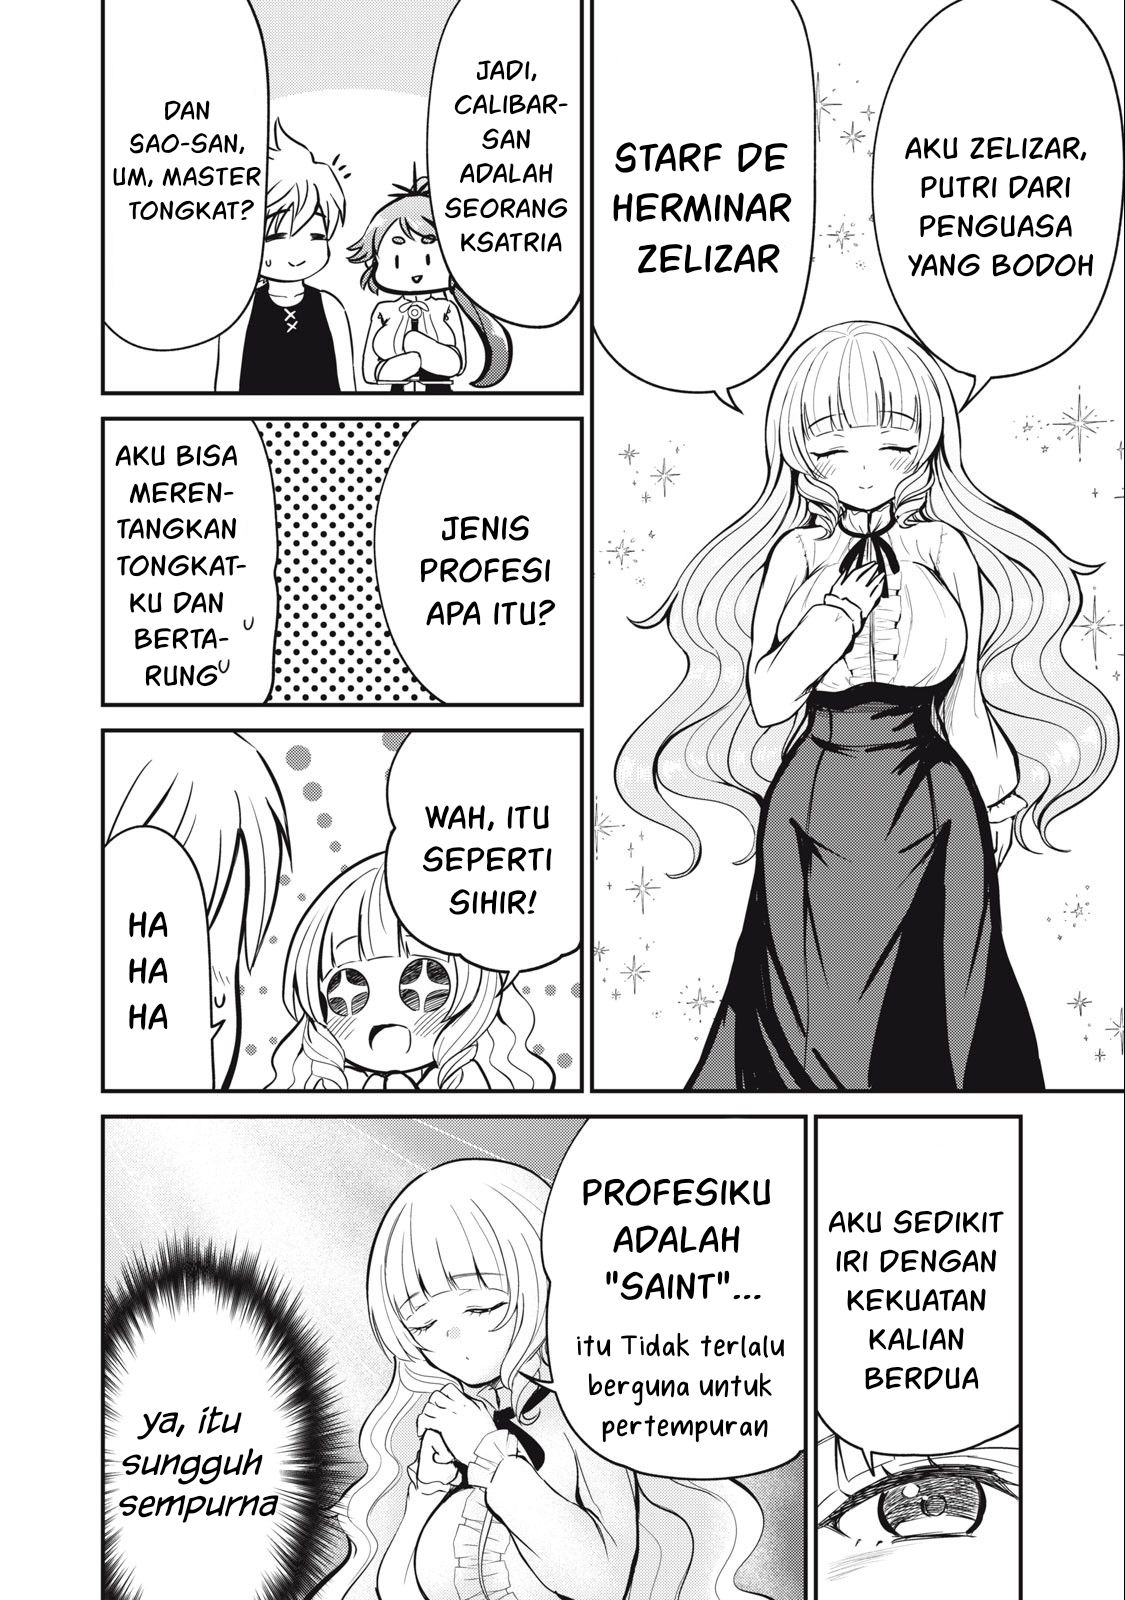 AKU ZELIZAR,
PUTRI DARI
PENGUASA
YANG BODOH
STARF DE
HERMINAR
ZELIZAR
JADI,
CALIBAR-
SAN
ADALAH
SEORANG
KSATRIA
DAN
SAO-SAN,
UM, MASTER
TONGKAT?
JENIS
PROFESI
APA ITU?
AKU BISA
MEREN-
TANGKAN
TONGKAT-
KU DAN
BERTA-
RUNG
WAH, ITU
SEPERTI
SIHIR!
HA
HA
HA
AKU SEDIKIT
IRI DENGAN
KEKUATAN
KALIAN
BERDUA
PROFESIKU
ADALAH
"SAINT"...
itu Tidak terlalu
berguna untuk
pertempuran
ya, itu
sungguh
sempurna